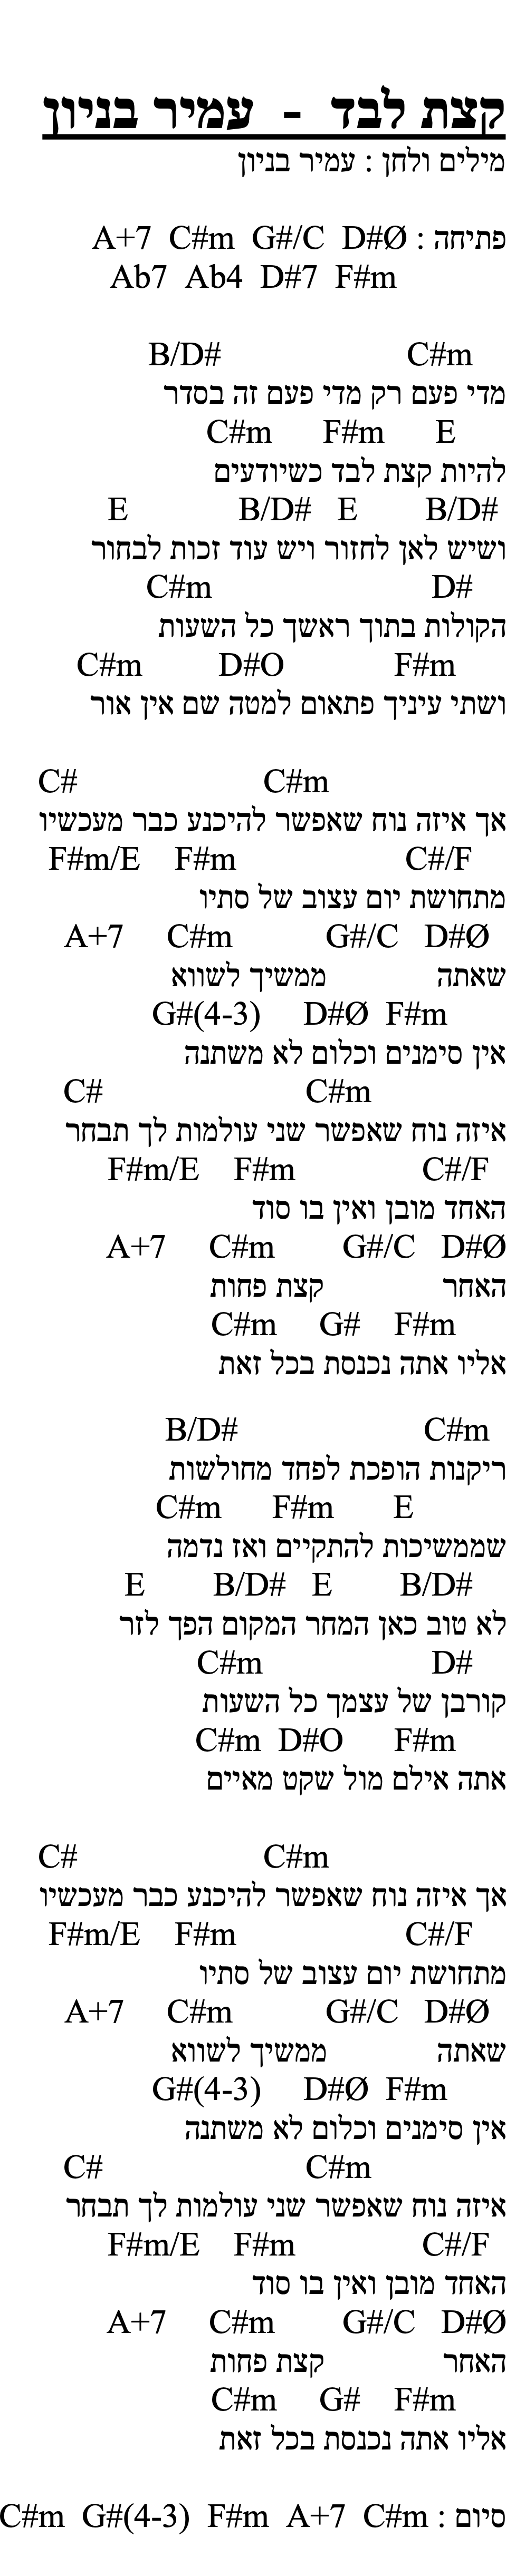 קצת לבד - עמיר בניון
מילים ולחן : עמיר בניון
פתיחה : A+7 C#m G#/C D#Ø
Ab7 Ab4 D#7 F#m
B/D# C#m
מדי פעם רק מדי פעם זה בסדר
C#m F#m E
להיות קצת לבד כשיודעים
E B/D# E B/D#
ושיש לאן לחזור ויש עוד זכות לבחור
C#m D#
הקולות בתוך ראשך כל השעות
C#m D#O F#m
ושתי עיניך פתאום למטה שם אין אור
C# C#m
אך איזה נוח שאפשר להיכנע כבר מעכשיו
F#m/E F#m C#/F
מתחושת יום עצוב של סתיו
A+7 C#m G#/C D#Ø
שאתה ממשיך לשווא
G#(4-3) D#Ø F#m
אין סימנים וכלום לא משתנה
C# C#m
איזה נוח שאפשר שני עולמות לך תבחר
F#m/E F#m C#/F
האחד מובן ואין בו סוד
A+7 C#m G#/C D#Ø
האחר קצת פחות
C#m G# F#m
אליו אתה נכנסת בכל זאת
B/D# C#m
ריקנות הופכת לפחד מחולשות
C#m F#m E
שממשיכות להתקיים ואז נדמה
E B/D# E B/D#
לא טוב כאן המחר המקום הפך לזר
C#m D#
קורבן של עצמך כל השעות
C#m D#O F#m
אתה אילם מול שקט מאיים
C# C#m
אך איזה נוח שאפשר להיכנע כבר מעכשיו
F#m/E F#m C#/F
מתחושת יום עצוב של סתיו
A+7 C#m G#/C D#Ø
שאתה ממשיך לשווא
G#(4-3) D#Ø F#m
אין סימנים וכלום לא משתנה
C# C#m
איזה נוח שאפשר שני עולמות לך תבחר
F#m/E F#m C#/F
האחד מובן ואין בו סוד
A+7 C#m G#/C D#Ø
האחר קצת פחות
C#m G# F#m
אליו אתה נכנסת בכל זאת
סיום : C#m G#(4-3) F#m A+7 C#m